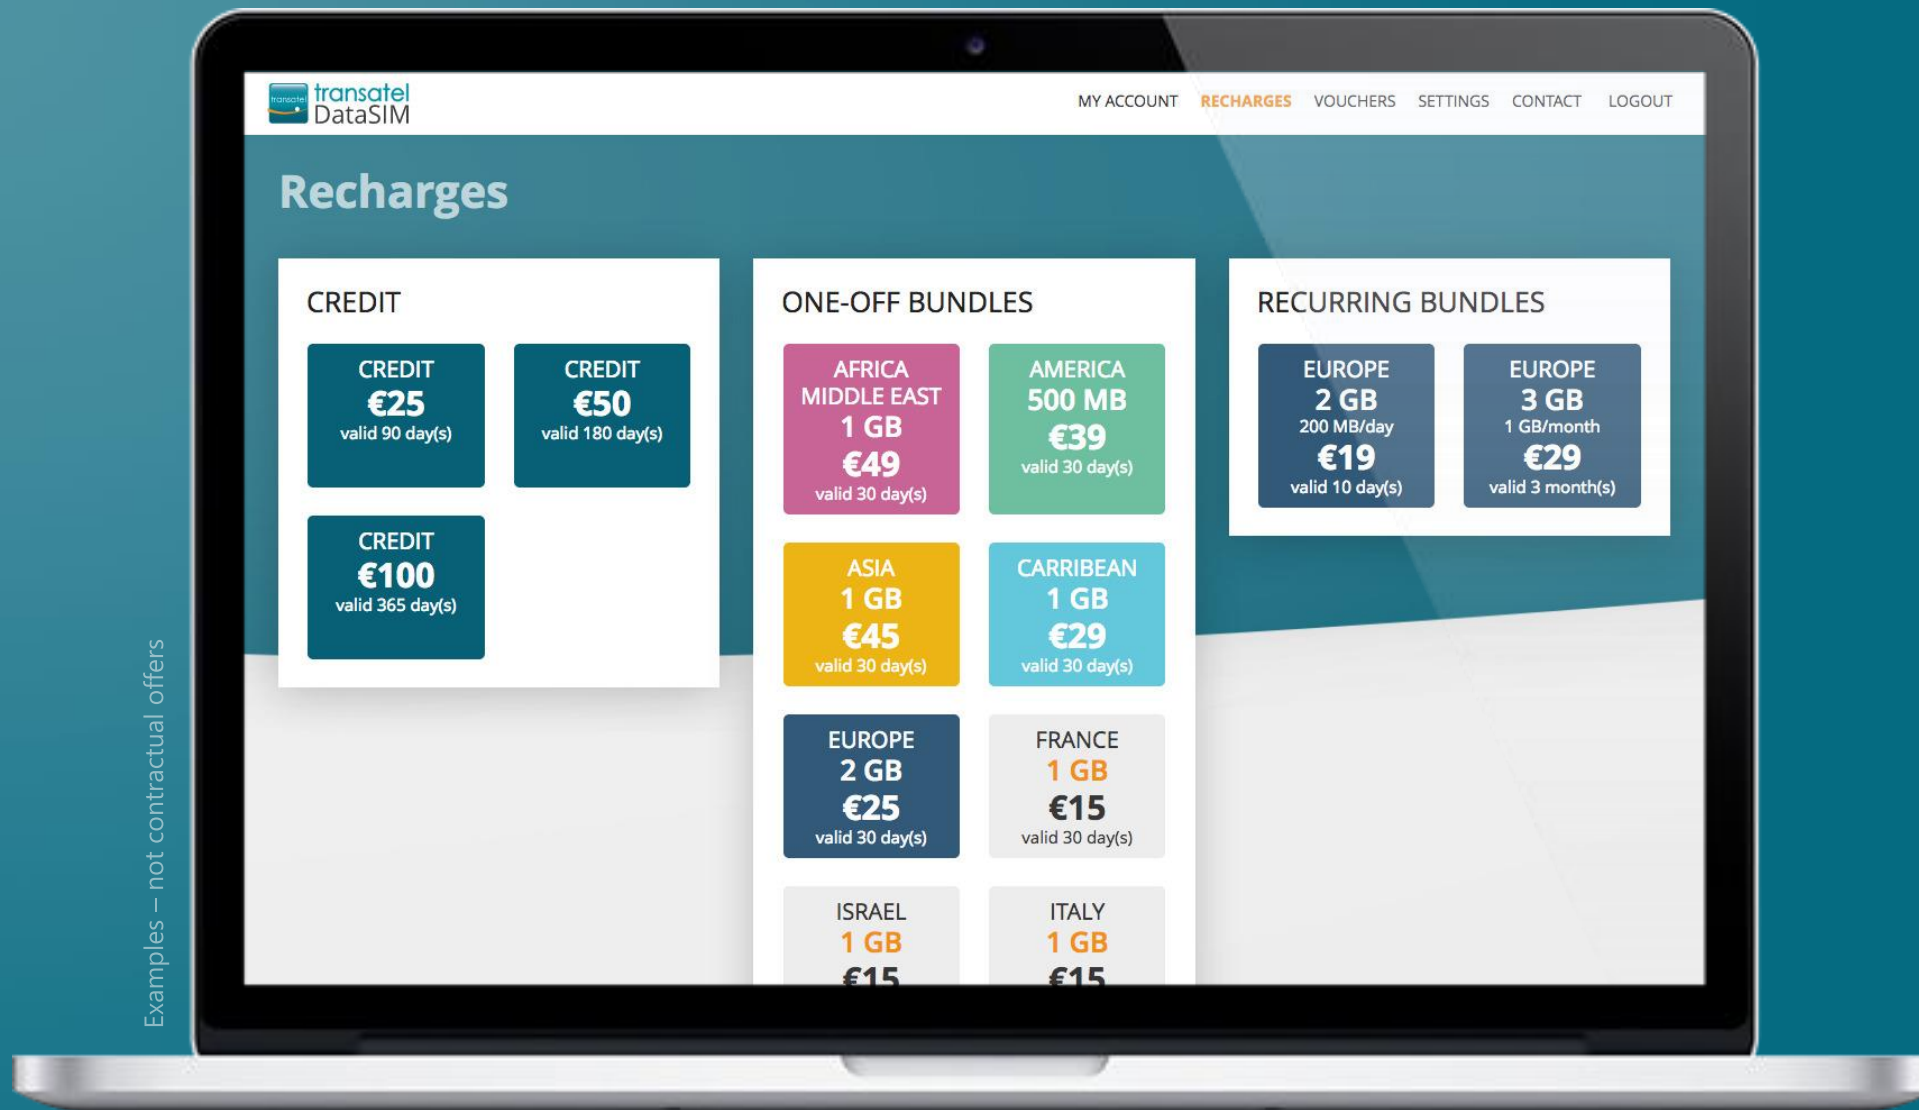 transatel
transatel
DataSIM
MY ACCOUNT RECHARGES VOUCHERS SETTINGS CONTACT LOGOUT
Recharges
CREDIT
CREDIT
€25
valid 90 day(s)
CREDIT
€50
valid 180 day(s)
CREDIT
€100
valid 365 day(s)
ONE-OFF BUNDLES
AFRICA
MIDDLE EAST
1 GB
€49
valid 30 day(s)
AMERICA
500 MB
€39
valid 30 day(s)
ASIA
1 GB
€45
valid 30 day(s)
CARRIBEAN
1 GB
€29
valid 30 day(s)
EUROPE
2 GB
€25
valid 30 day(s)
FRANCE
1 GB
€15
valid 30 day(s)
ISRAEL
1 GB
€15
ITALY
1 GB
€15
RECURRING BUNDLES
EUROPE
2 GB
200 MB/day
€19
valid 10 day(s)
EUROPE
3 GB
1 GB/month
€29
valid 3 month(s)
Examples – not contractual offers